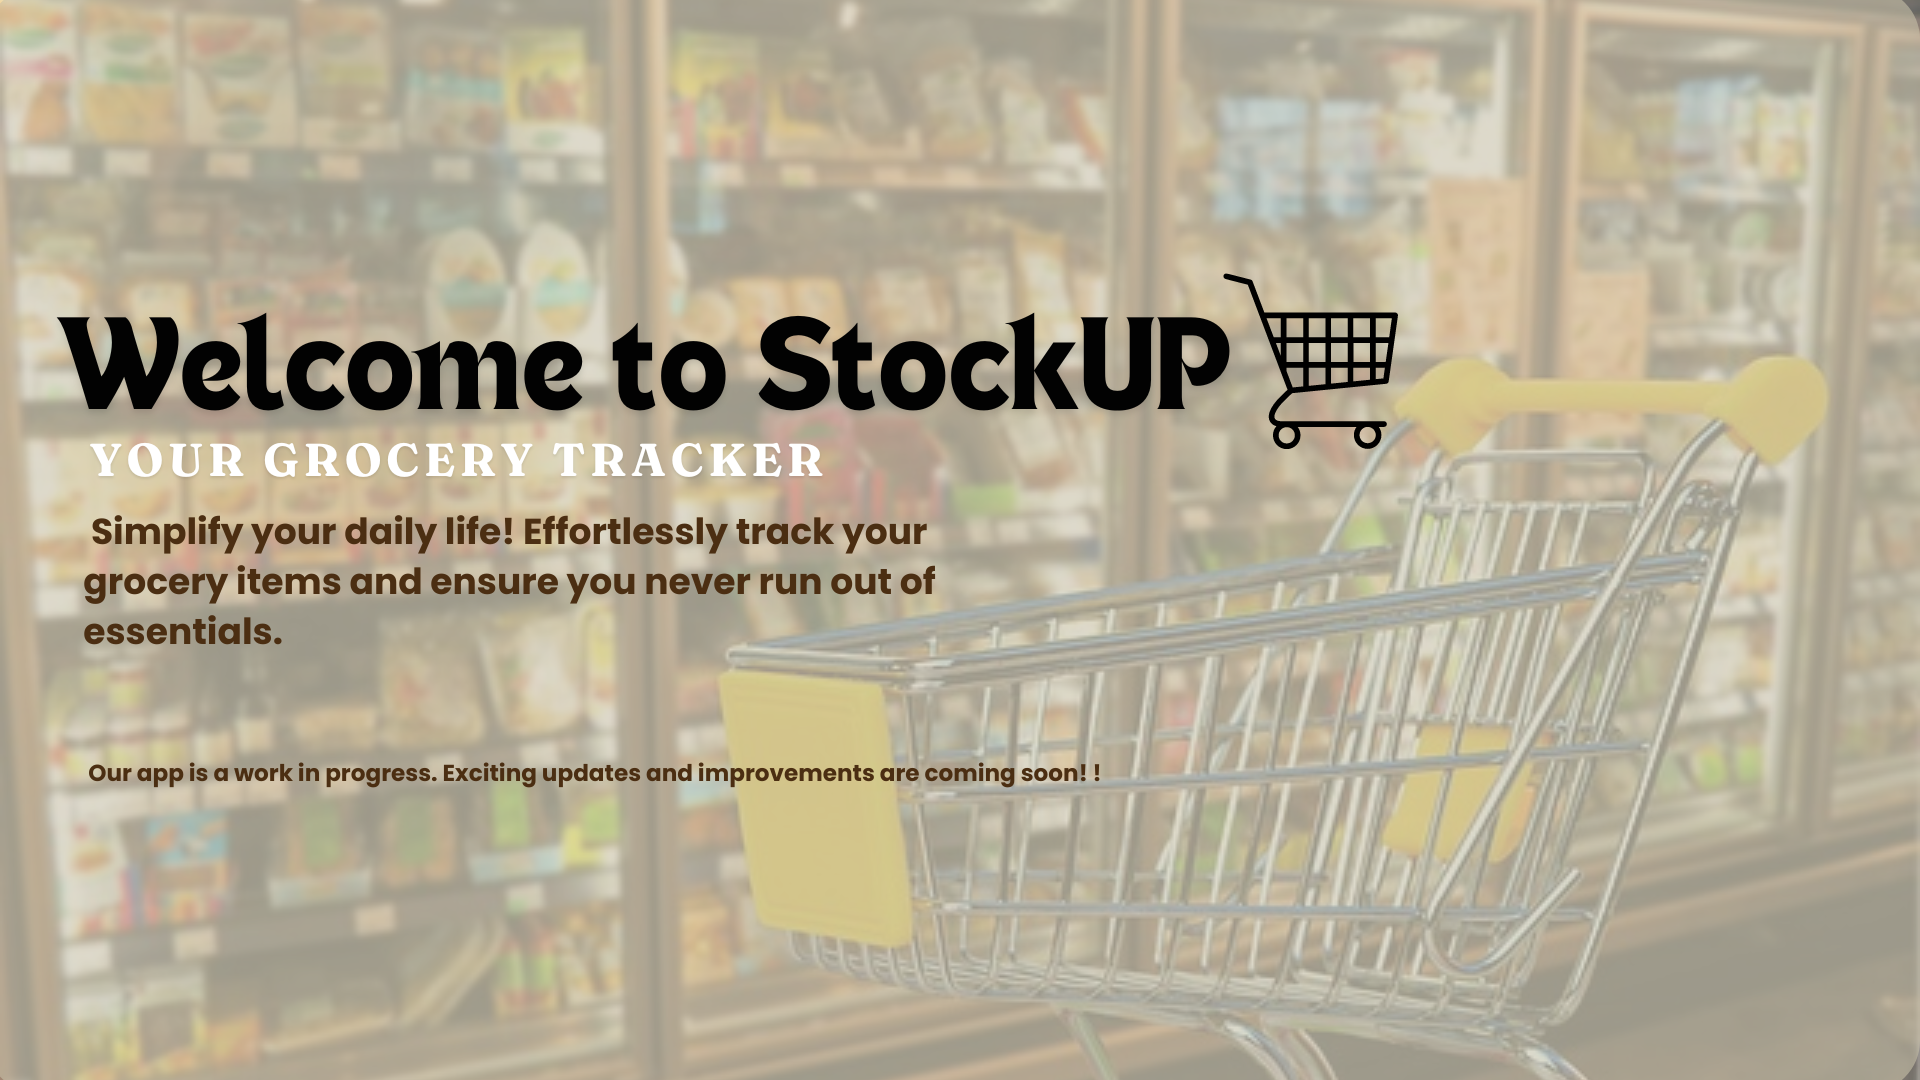 Welcome to StockUP
YOUR GROCERY TRACKER
Simplify your daily life! Effortlessly track your
grocery items and ensure you never run out of
essentials.
Our app is a work in progress. Exciting updates and improvements are coming soon! !